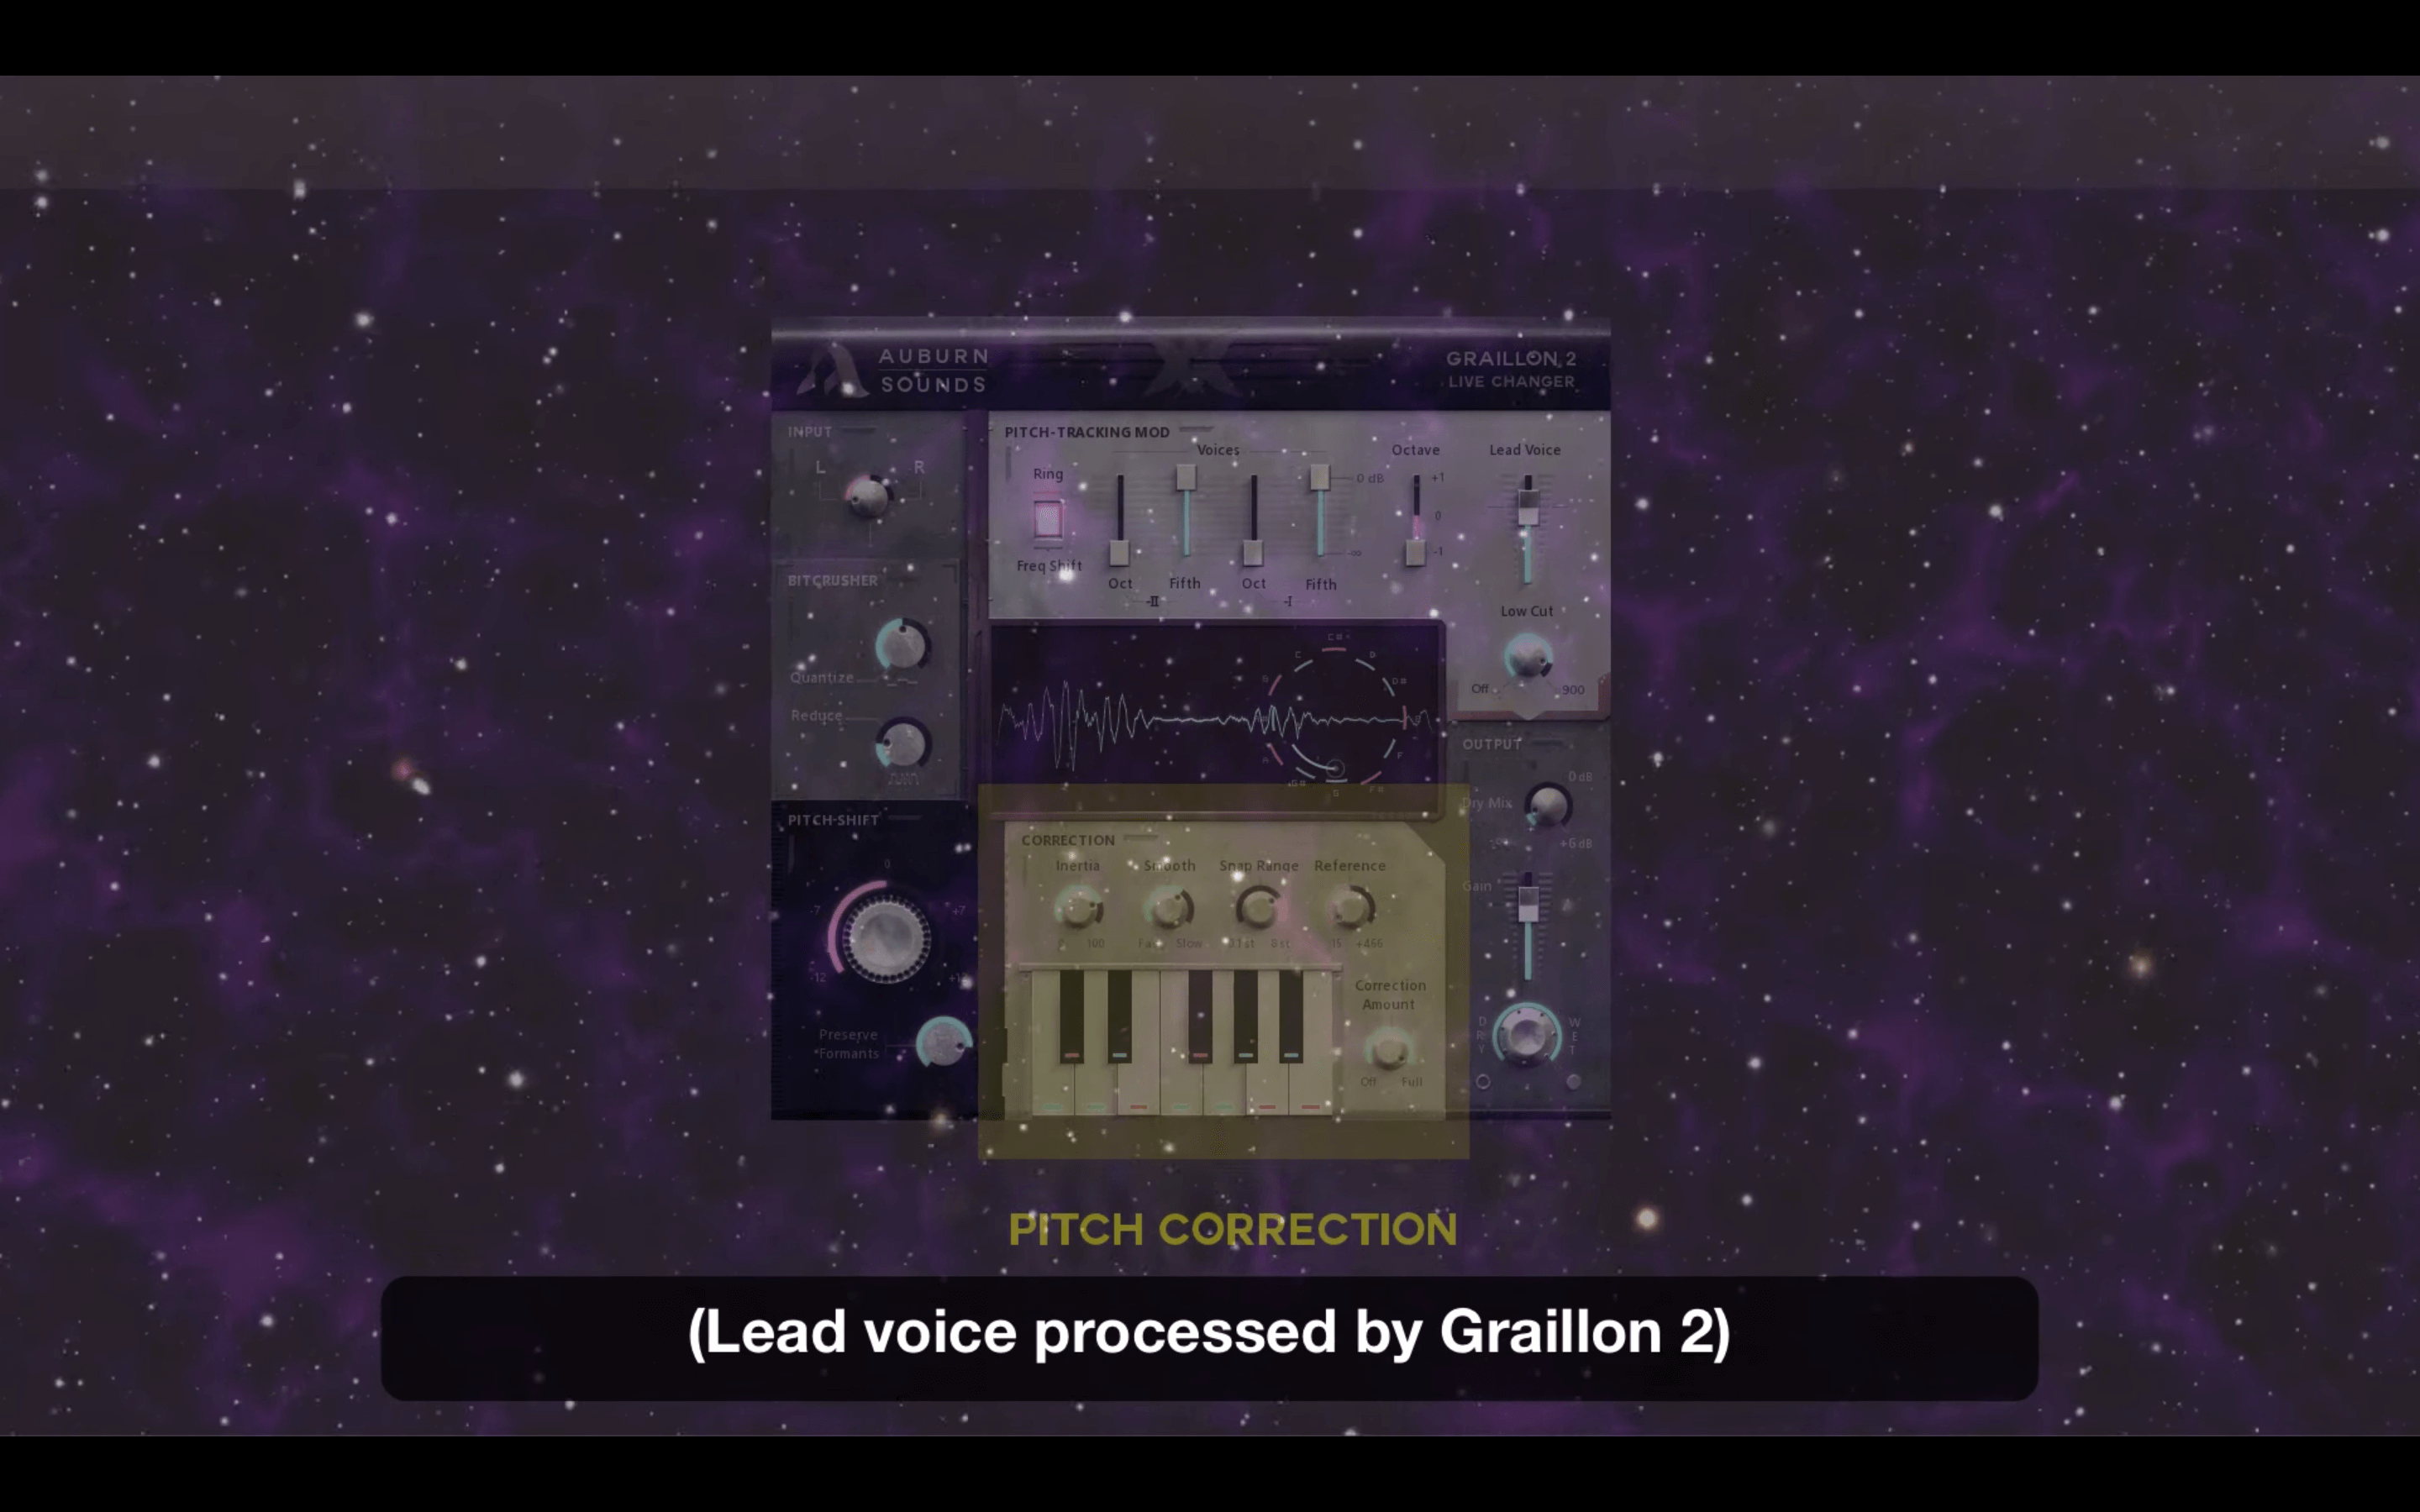 AUBURN
SOUNDS
GRAILLON 2
LIVE CHANGER
INPUT
L R
BITCRUSHER
Quantize
Reduce
PITCH-SHIFT
0
-7 +7
-12
Preserve
Formants
PITCH-TRACKING MOD
Voices
Octave
Lead Voice
Ring
Freq Shift
0 dB
-∞
+1
0
-1
Oct Fifth Oct Fifth
-II -I
Low Cut
Off 900
C
D
D#
CORRECTION
Inertia Smooth Snap Range Reference
0 100 Slow 0.1st 8st +466
Correction
Amount
Off Full
OUTPUT
0 dB
Dry Mix
+6 dB
Gain
DRY WET
PITCH CORRECTION
(Lead voice processed by Graillon 2)